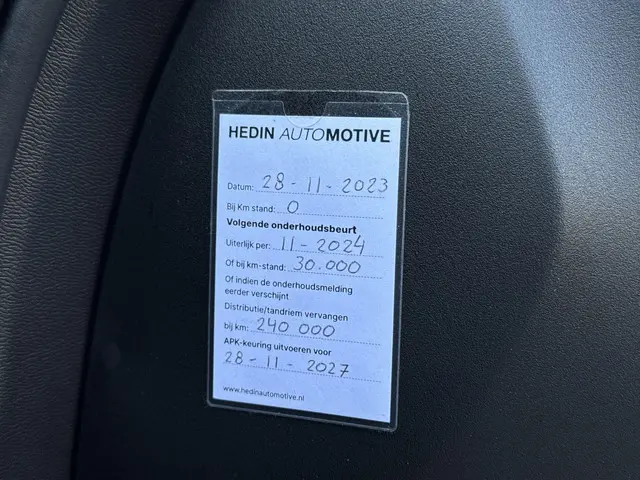 HEDIN AUTOMOTIVE
Datum: 28-11-2023
Bij Km stand: 0
Volgende onderhoudsbeurt
Uiterlijk per: 11-2024
Of bij km-stand: 30.000
Of indien de onderhoudsmelding
eerder verschijnt
Distributie/tandriem vervangen
bij km: 240 000
APK-keuring uitvoeren voor
28-11-2027
www.hedinautomotive.nl